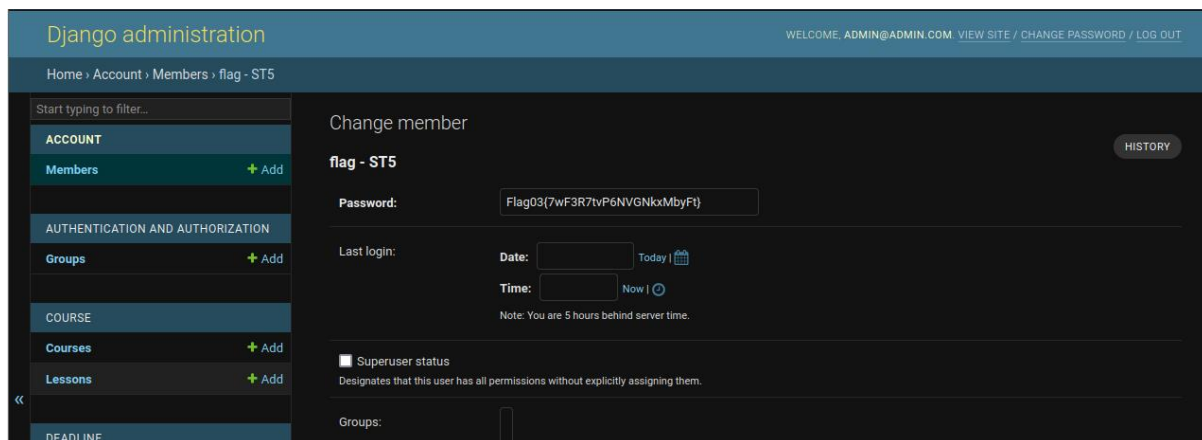 Django administration
WELCOME, ADMIN@ADMIN.COM. VIEW SITE / CHANGE PASSWORD / LOG OUT
Home › Account › Members › flag - ST5
Start typing to filter...
ACCOUNT
Members + Add
AUTHENTICATION AND AUTHORIZATION
Groups + Add
COURSE
Courses + Add
Lessons + Add
«
DEADLINE
Change member
HISTORY
flag - ST5
Password: Flag03{7wF3R7tvP6NVGNkxMbyFt}
Last login:
Date: Today |
Time: Now |
Note: You are 5 hours behind server time.
Superuser status
Designates that this user has all permissions without explicitly assigning them.
Groups: